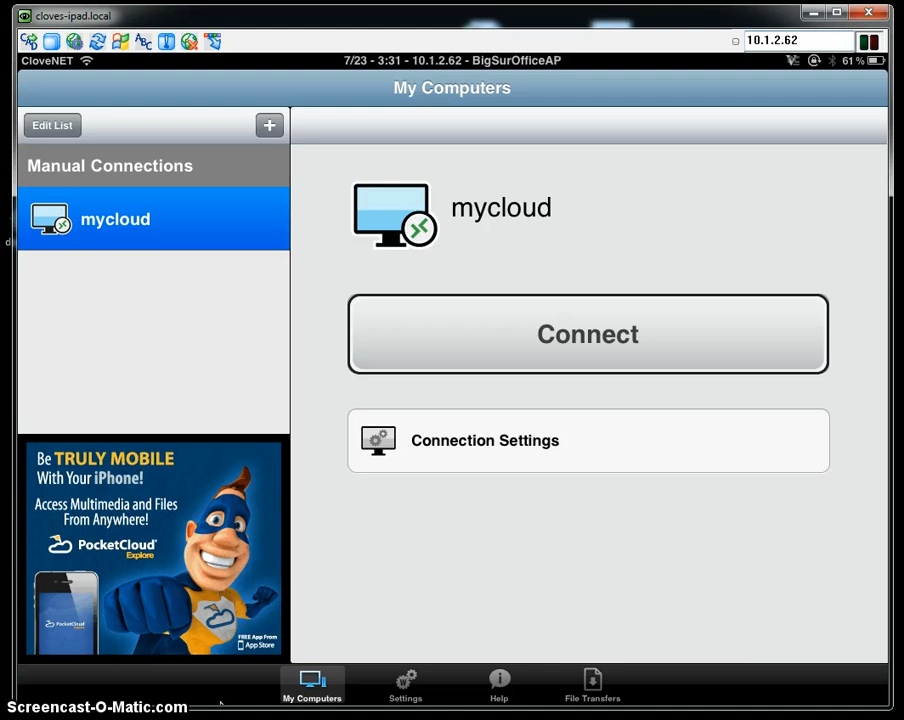 cloves-ipad.local
10.1.2.62
CloveNET 7/23 - 3:31 - 10.1.2.62 - BigSurOfficeAP 61%
My Computers
Edit List +
Manual Connections
mycloud
mycloud
Connect
Connection Settings
Be TRULY MOBILE
With Your iPhone!
Access Multimedia and Files
From Anywhere!
PocketCloud
Explore
PocketCloud
FREE App From
App Store
My Computers Settings Help File Transfers
Screencast-O-Matic.com